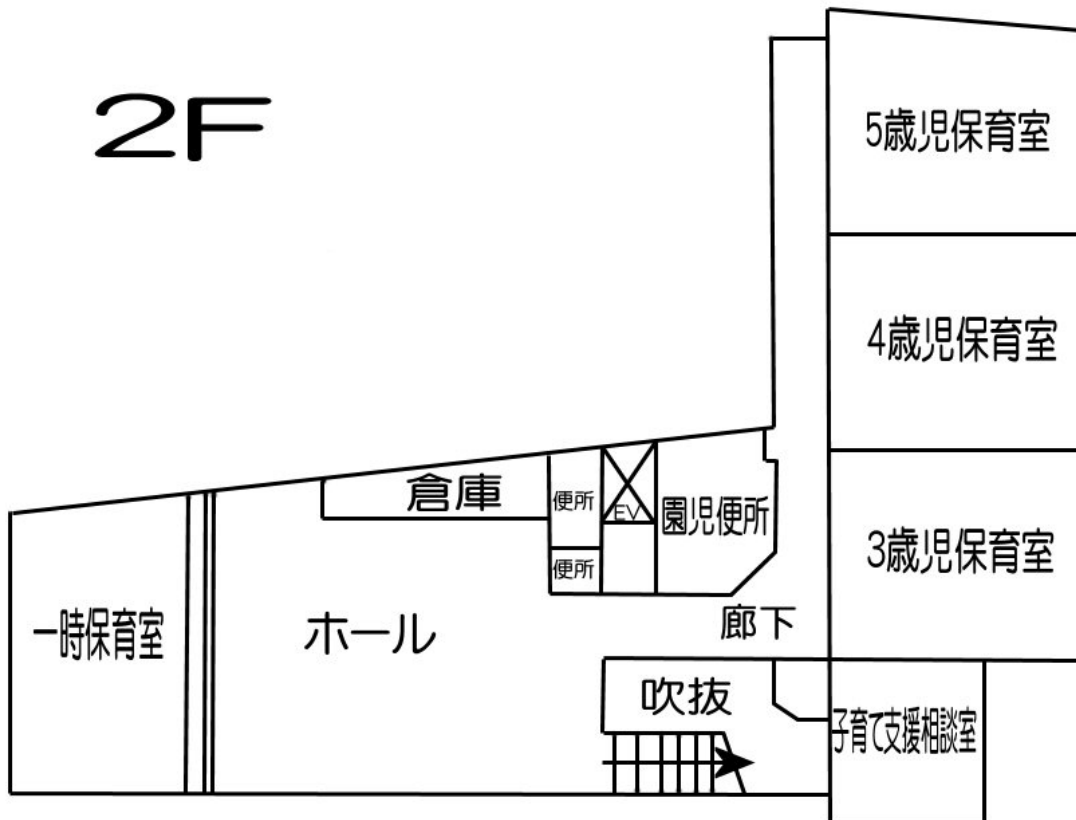 2F
5歳児保育室
4歳児保育室
倉庫
便所
EV
園児便所
3歳児保育室
便所
一時保育室
ホール
廊下
吹抜
子育て支援相談室